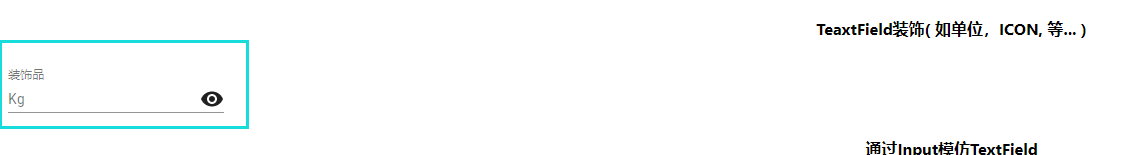 TeaxtField装饰( 如单位，ICON, 等... )
装饰品
Kg
通过Input模仿TextField